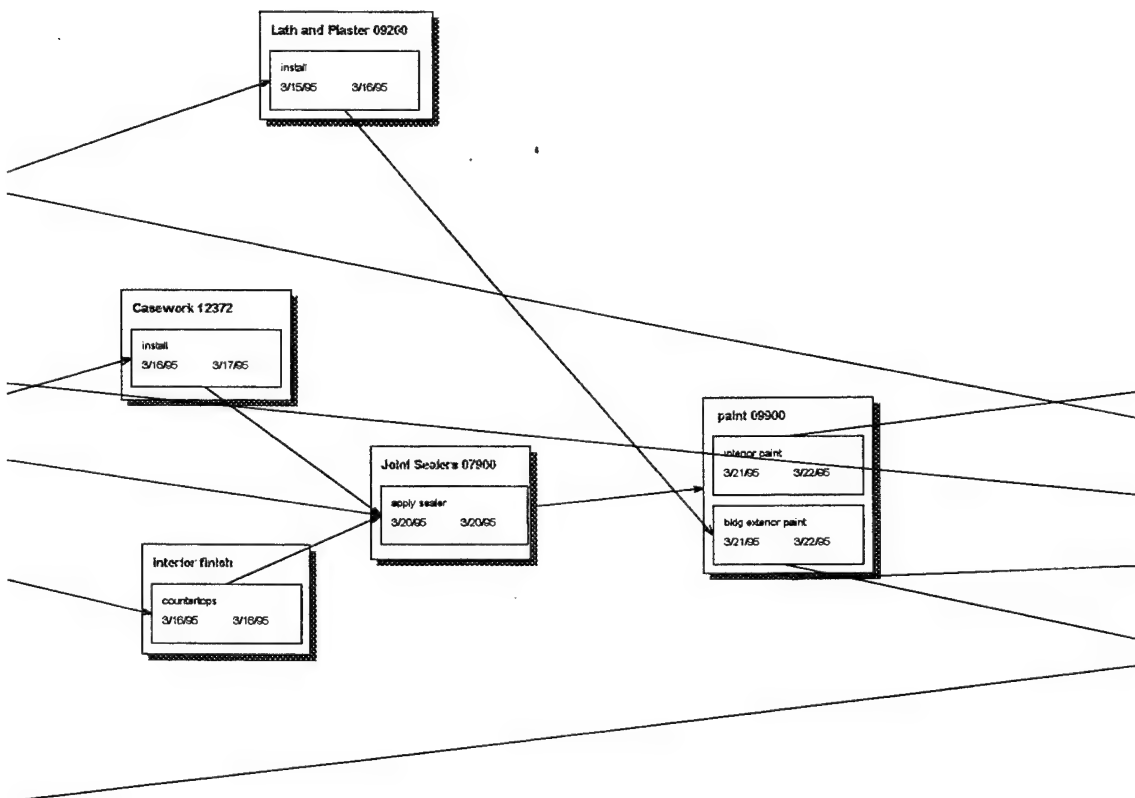 Lath and Plaster 09200
install
3/15/95 3/16/95
Casework 12372
install
3/16/95 3/17/95
Joint Sealers 07900
apply sealer
3/20/95 3/20/95
interior finish
countertops
3/16/95 3/16/95
paint 09900
interior paint
3/21/95 3/22/95
bldg exterior paint
3/21/95 3/22/95